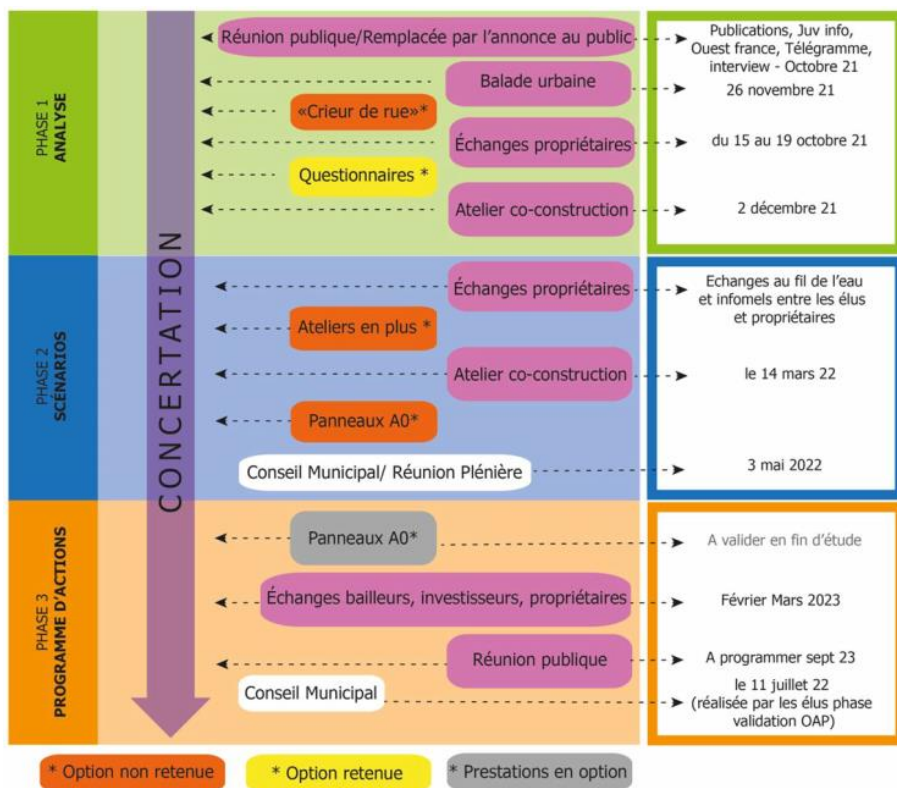 PHASE 1
ANALYSE
Réunion publique/Remplacée par l'annonce au public
Publications, Juv info,
Ouest france, Télégramme,
interview - Octobre 21
Balade urbaine
26 novembre 21
«Crieur de rue»*
Échanges propriétaires
du 15 au 19 octobre 21
Questionnaires *
Atelier co-construction
2 décembre 21
CONCERTATION
PHASE 2
SCÉNARIOS
Échanges propriétaires
Echanges au fil de l'eau
et infomels entre les élus
et propriétaires
Ateliers en plus *
Atelier co-construction
le 14 mars 22
Panneaux A0*
Conseil Municipal/ Réunion Plénière
3 mai 2022
PHASE 3
PROGRAMME D'ACTIONS
Panneaux A0*
A valider en fin d'étude
Échanges bailleurs, investisseurs, propriétaires
Février Mars 2023
Réunion publique
A programmer sept 23
Conseil Municipal
le 11 juillet 22
(réalisée par les élus phase
validation OAP)
* Option non retenue
* Option retenue
* Prestations en option